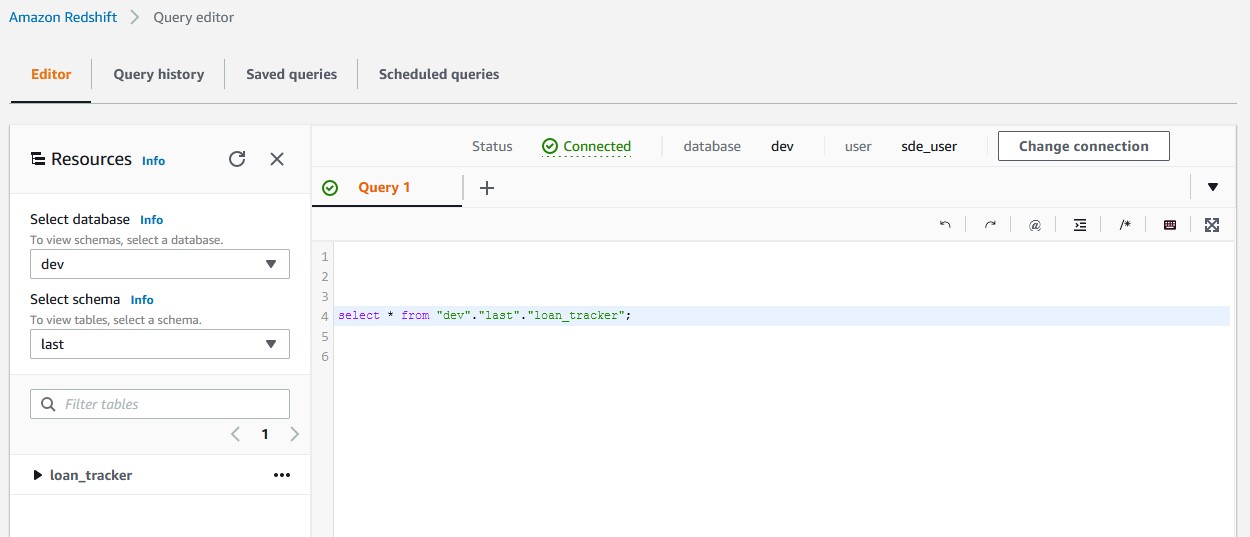 Amazon Redshift > Query editor
Editor Query history Saved queries Scheduled queries
Resources Info
Status Connected database dev user sde_user Change connection
Query 1 +
Select database Info
To view schemas, select a database.
dev
Select schema Info
To view tables, select a schema.
last
Filter tables
< 1 >
loan_tracker •••
@ /*
1
2
3
4 select * from "dev"."last"."loan_tracker";
5
6